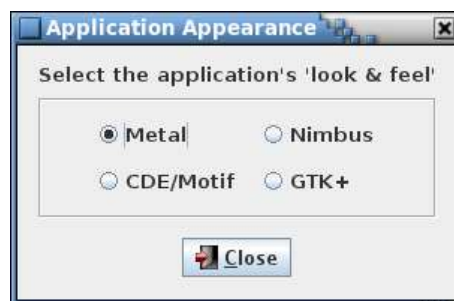 Application Appearance
Select the application's 'look & feel'
Metal Nimbus
CDE/Motif GTK+
Close